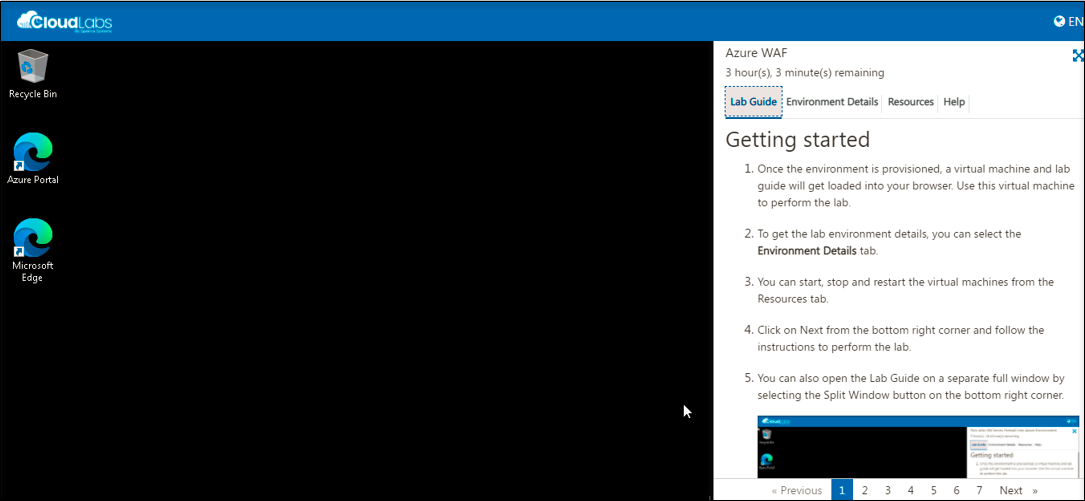 CloudLabs
EN
Recycle Bin
Azure Portal
Microsoft
Edge
Azure WAF
3 hour(s), 3 minute(s) remaining
Lab Guide Environment Details Resources Help
Getting started
1. Once the environment is provisioned, a virtual machine and lab
guide will get loaded into your browser. Use this virtual machine
to perform the lab.
2. To get the lab environment details, you can select the
Environment Details tab.
3. You can start, stop and restart the virtual machines from the
Resources tab.
4. Click on Next from the bottom right corner and follow the
instructions to perform the lab.
5. You can also open the Lab Guide on a separate full window by
selecting the Split Window button on the bottom right corner.
CloudLabs
Getting started
« Previous 1 2 3 4 5 6 7 Next »